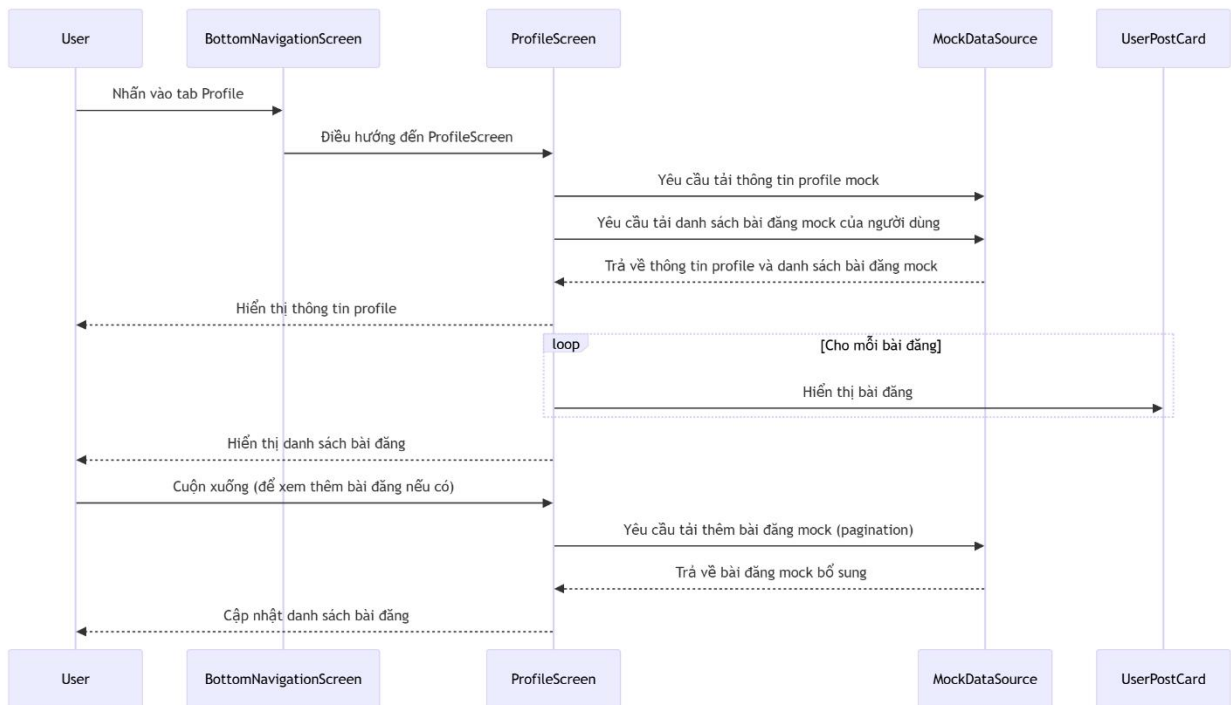 User
BottomNavigationScreen
ProfileScreen
MockDataSource
UserPostCard
Nhấn vào tab Profile
Điều hướng đến ProfileScreen
Yêu cầu tải thông tin profile mock
Yêu cầu tải danh sách bài đăng mock của người dùng
Trả về thông tin profile và danh sách bài đăng mock
Hiển thị thông tin profile
loop
[Cho mỗi bài đăng]
Hiển thị bài đăng
Hiển thị danh sách bài đăng
Cuộn xuống (để xem thêm bài đăng nếu có)
Yêu cầu tải thêm bài đăng mock (pagination)
Trả về bài đăng mock bổ sung
Cập nhật danh sách bài đăng
User
BottomNavigationScreen
ProfileScreen
MockDataSource
UserPostCard